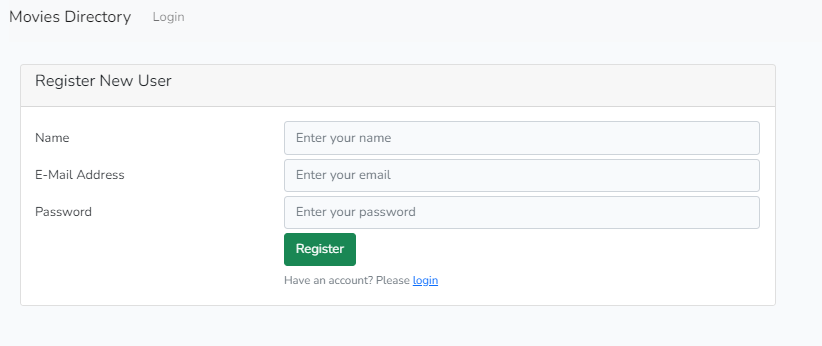 Movies Directory Login
Register New User
Name Enter your name
E-Mail Address Enter your email
Password Enter your password
Register
Have an account? Please login